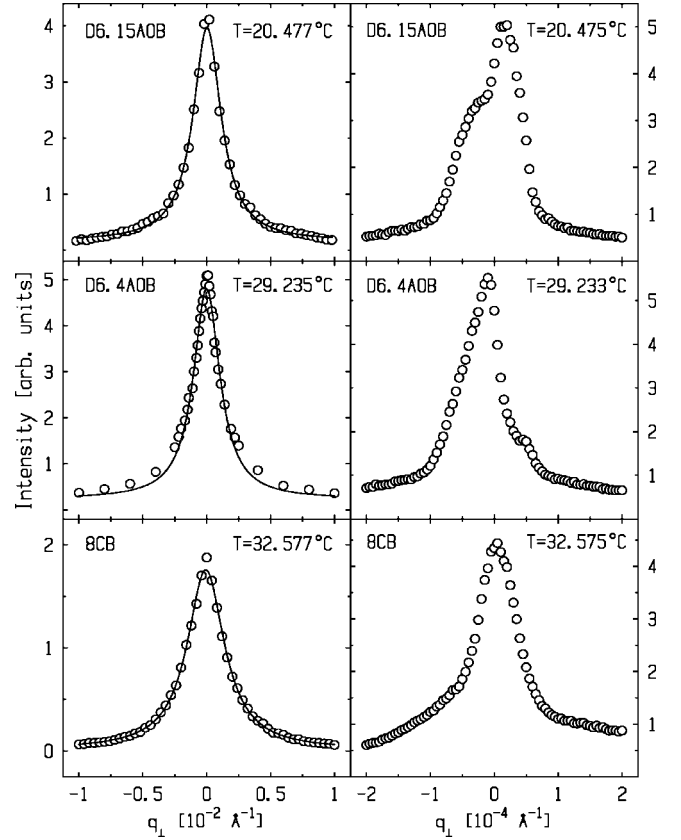 D6.15AOB T=20.477°C
4
3
2
1
D6.15AOB T=20.475°C
5
4
3
2
1
Intensity [arb. units]
D6.4AOB T=29.235°C
5
4
3
2
1
D6.4AOB T=29.233°C
5
4
3
2
1
8CB T=32.577°C
2
1
0
8CB T=32.575°C
4
3
2
1
-1 -0.5 0 0.5 1
q⊥ [10⁻² Å⁻¹]
-2 -1 0 1 2
q⊥ [10⁻⁴ Å⁻¹]